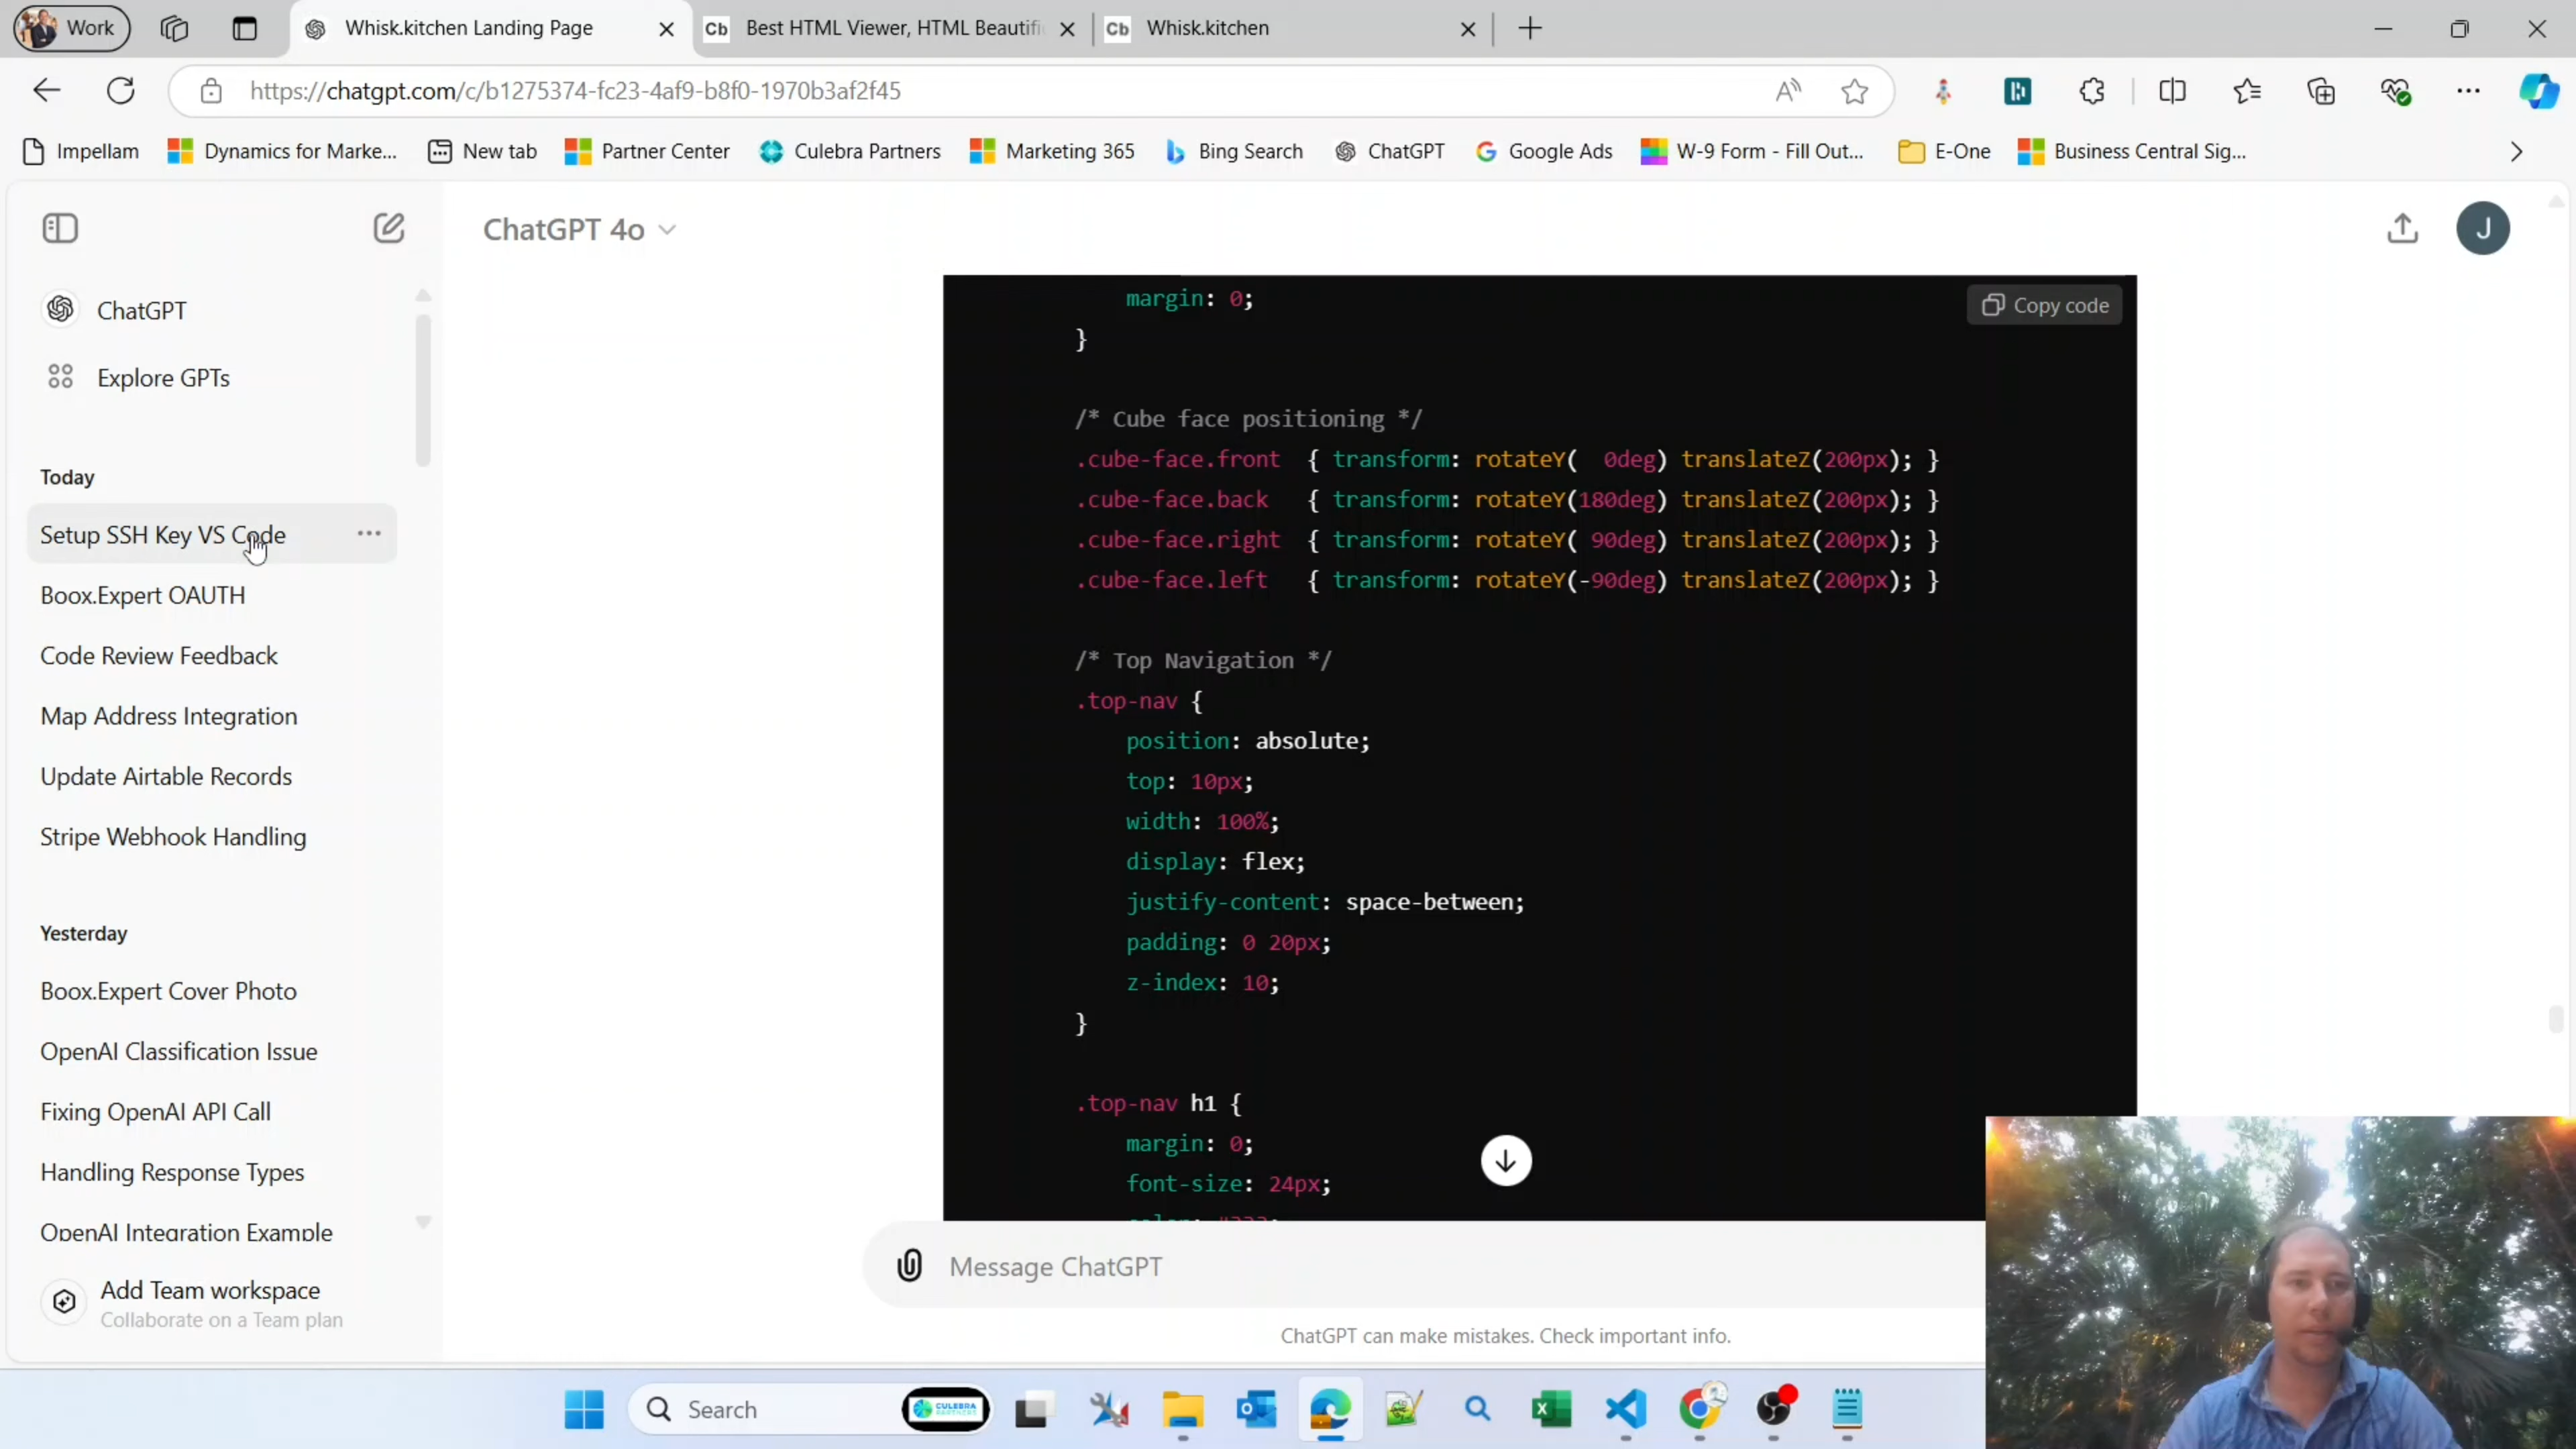 Work
Whisk.kitchen Landing Page
Cb Best HTML Viewer, HTML Beautifi
Cb Whisk.kitchen
https://chatgpt.com/c/b1275374-fc23-4af9-b8f0-1970b3af2f45
Impellam
Dynamics for Marke...
New tab
Partner Center
Culebra Partners
Marketing 365
Bing Search
ChatGPT
Google Ads
W-9 Form - Fill Out...
E-One
Business Central Sig...
ChatGPT 4o
J
ChatGPT
Explore GPTs
Today
Setup SSH Key VS Code
Boox.Expert OAUTH
Code Review Feedback
Map Address Integration
Update Airtable Records
Stripe Webhook Handling
Yesterday
Boox.Expert Cover Photo
OpenAI Classification Issue
Fixing OpenAI API Call
Handling Response Types
OpenAI Integration Example
Add Team workspace
Collaborate on a Team plan
Copy code
margin: 0;
}
/* Cube face positioning */
.cube-face.front { transform: rotateY( 0deg) translateZ(200px); }
.cube-face.back { transform: rotateY(180deg) translateZ(200px); }
.cube-face.right { transform: rotateY( 90deg) translateZ(200px); }
.cube-face.left { transform: rotateY(-90deg) translateZ(200px); }
/* Top Navigation */
.top-nav {
position: absolute;
top: 10px;
width: 100%;
display: flex;
justify-content: space-between;
padding: 0 20px;
z-index: 10;
}
.top-nav h1 {
margin: 0;
font-size: 24px;
Message ChatGPT
ChatGPT can make mistakes. Check important info.
Search
CULEBRA
PARTNERS